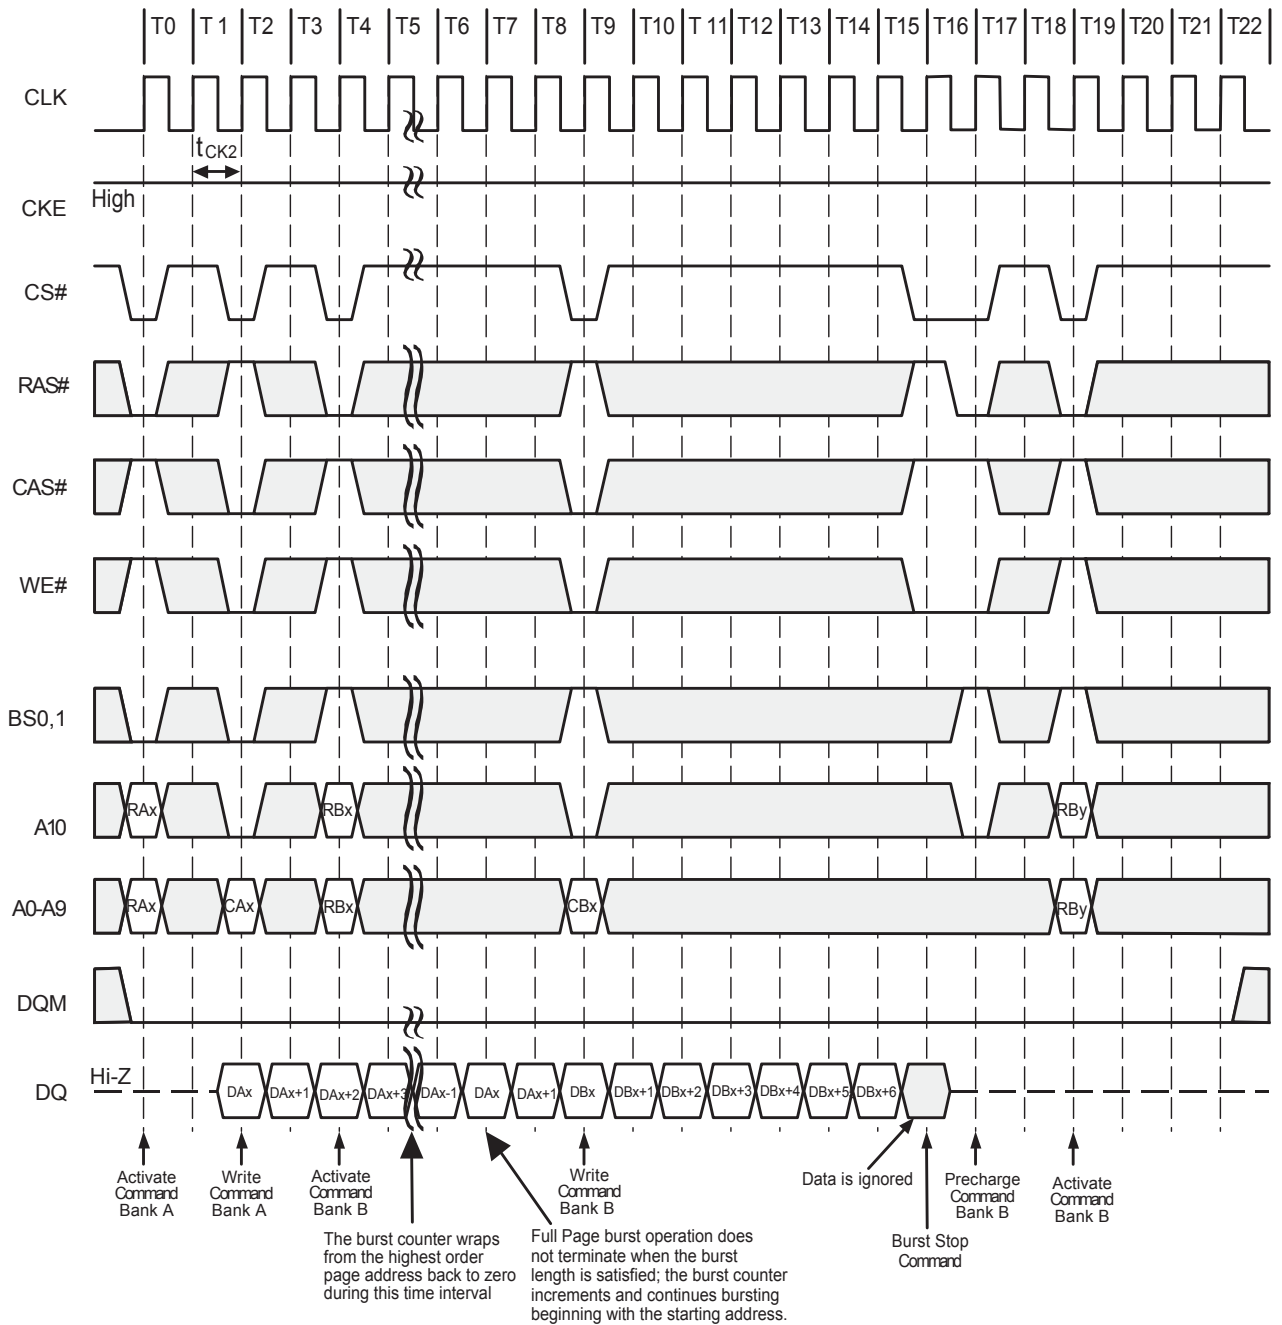 T0 T 1 T2 T3 T4 T5 T6 T7 T8 T9 T10 T 11 T12 T13 T14 T15 T16 T17 T18 T19 T20 T21 T22
CLK
tCK2
High
CKE
CS#
RAS#
CAS#
WE#
BS0,1
RAx RBx RBy
A10
A0-A9 RAx CAx RBx CBx RBy
DQM
Hi-Z
DQ DAx DAx+1 DAx+2 DAx+3 DAx-1 DAx DAx+1 DBx DBx+1 DBx+2 DBx+3 DBx+4 DBx+5 DBx+6
Activate
Command
Bank A
Write
Command
Bank A
Activate
Command
Bank B
The burst counter wraps
from the highest order
page address back to zero
during this time interval
Full Page burst operation does
not terminate when the burst
length is satisfied; the burst counter
increments and continues bursting
beginning with the starting address.
Write
Command
Bank B
Data is ignored
Burst Stop
Command
Precharge
Command
Bank B
Activate
Command
Bank B